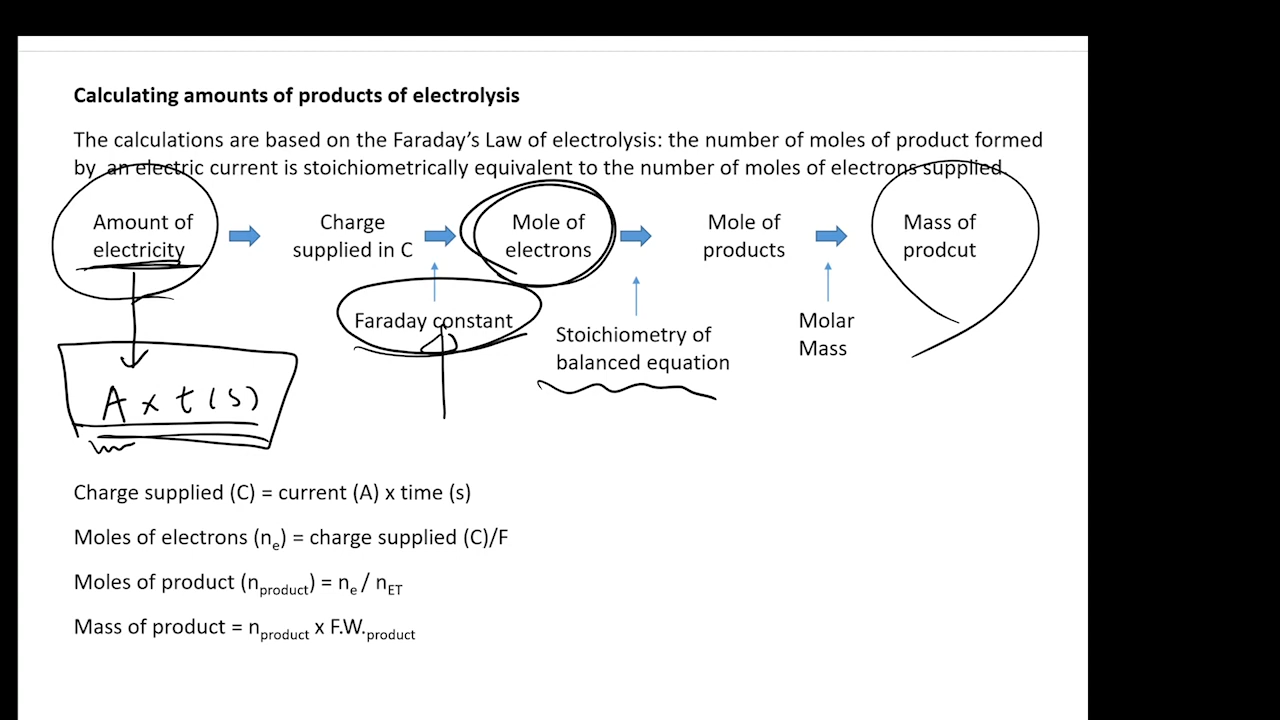 Calculating amounts of products of electrolysis
The calculations are based on the Faraday's Law of electrolysis: the number of moles of product formed
by an electric current is stoichiometrically equivalent to the number of moles of electrons supplied
Amount of
electricity
Charge
supplied in C
Mole of
electrons
Mole of
products
Mass of
prodcut
Faraday constant
Stoichiometry of
balanced equation
Molar
Mass
A x t (s)
Charge supplied (C) = current (A) x time (s)
Moles of electrons (nₑ) = charge supplied (C)/F
Moles of product (n_product) = nₑ / n_ET
Mass of product = n_product x F.W._product